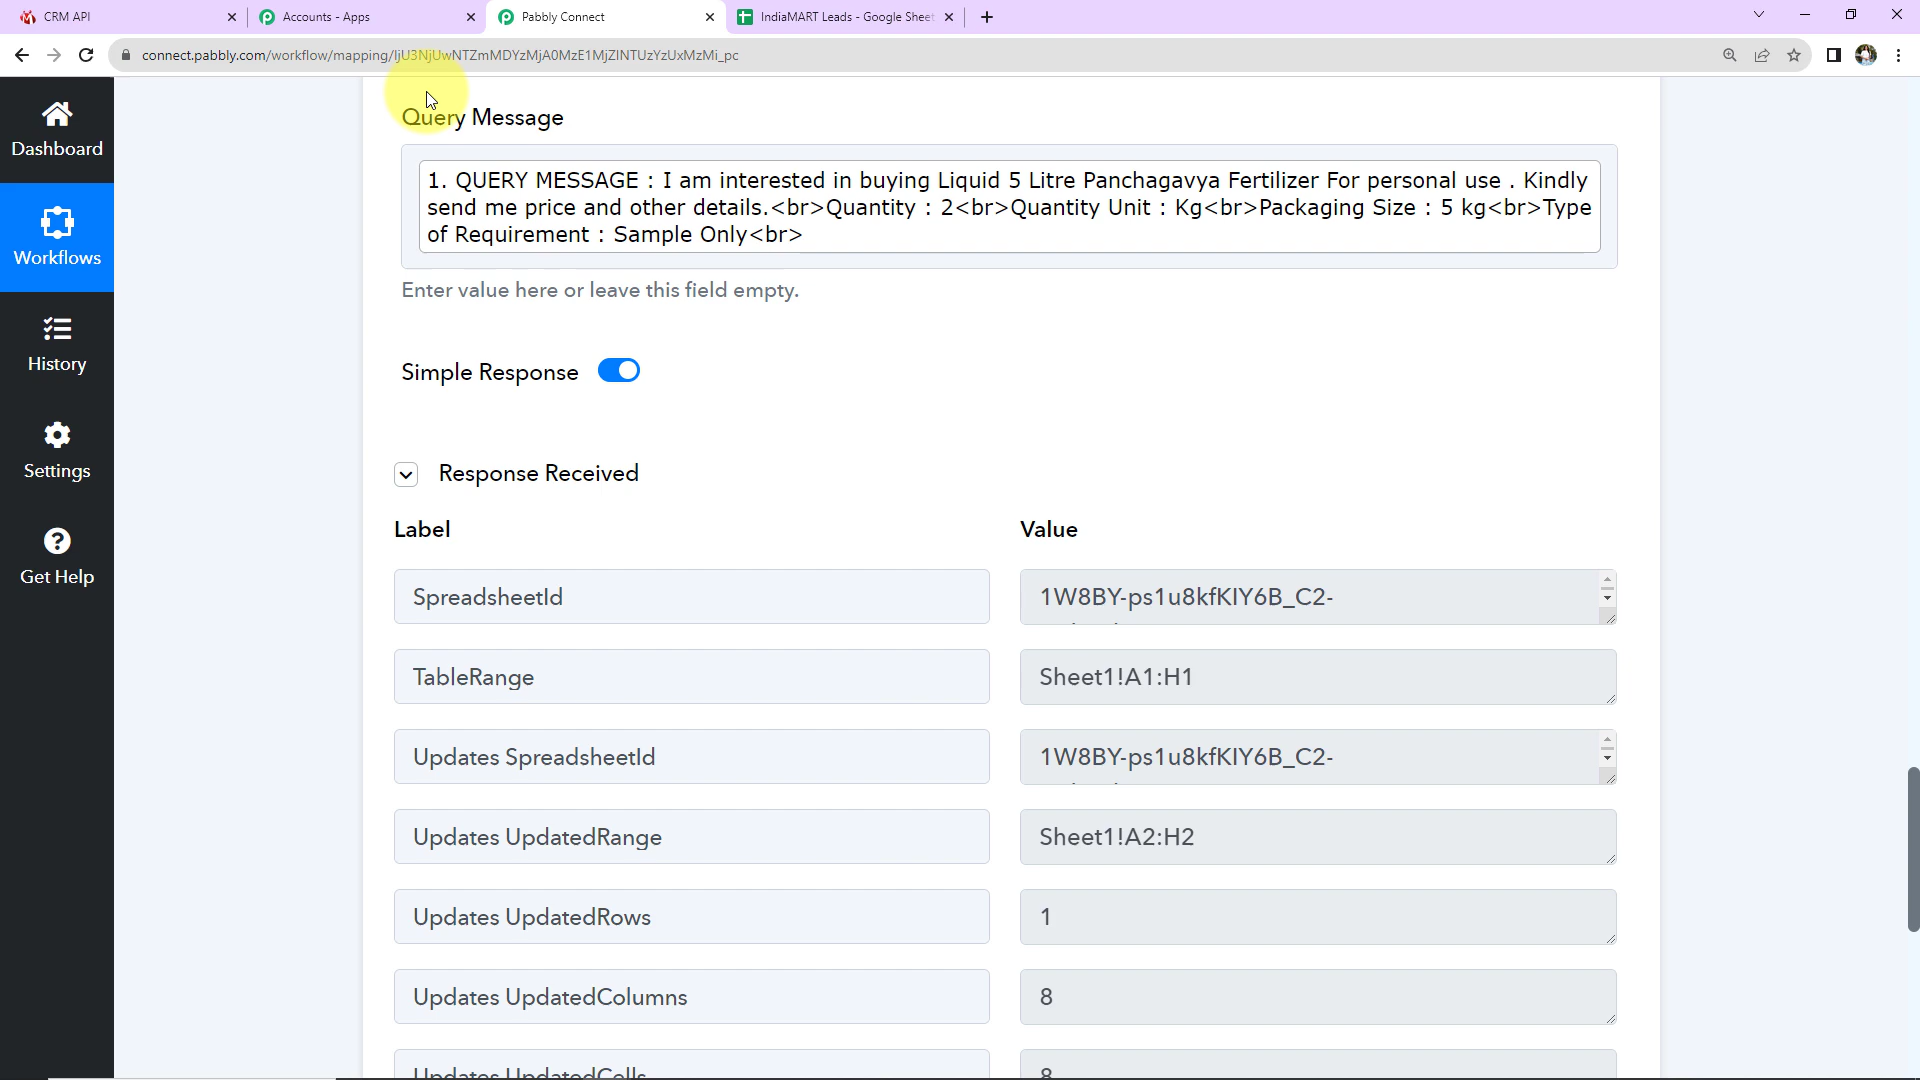 CRM API
Accounts - Apps
Pabbly Connect
IndiaMART Leads - Google Sheet
connect.pabbly.com/workflow/mapping/IjU3NjUwNTZmMDYzMjA0MzE1MjZlNTUzYzUxMzMi_pc
Dashboard
Workflows
History
Settings
Get Help
Query Message
1. QUERY MESSAGE : I am interested in buying Liquid 5 Litre Panchagavya Fertilizer For personal use . Kindly
send me price and other details.<br>Quantity : 2<br>Quantity Unit : Kg<br>Packaging Size : 5 kg<br>Type
of Requirement : Sample Only<br>
Enter value here or leave this field empty.
Simple Response
Response Received
Label Value
SpreadsheetId 1W8BY-ps1u8kfKIY6B_C2-
TableRange Sheet1!A1:H1
Updates SpreadsheetId 1W8BY-ps1u8kfKIY6B_C2-
Updates UpdatedRange Sheet1!A2:H2
Updates UpdatedRows 1
Updates UpdatedColumns 8
Updates UpdatedCells 8